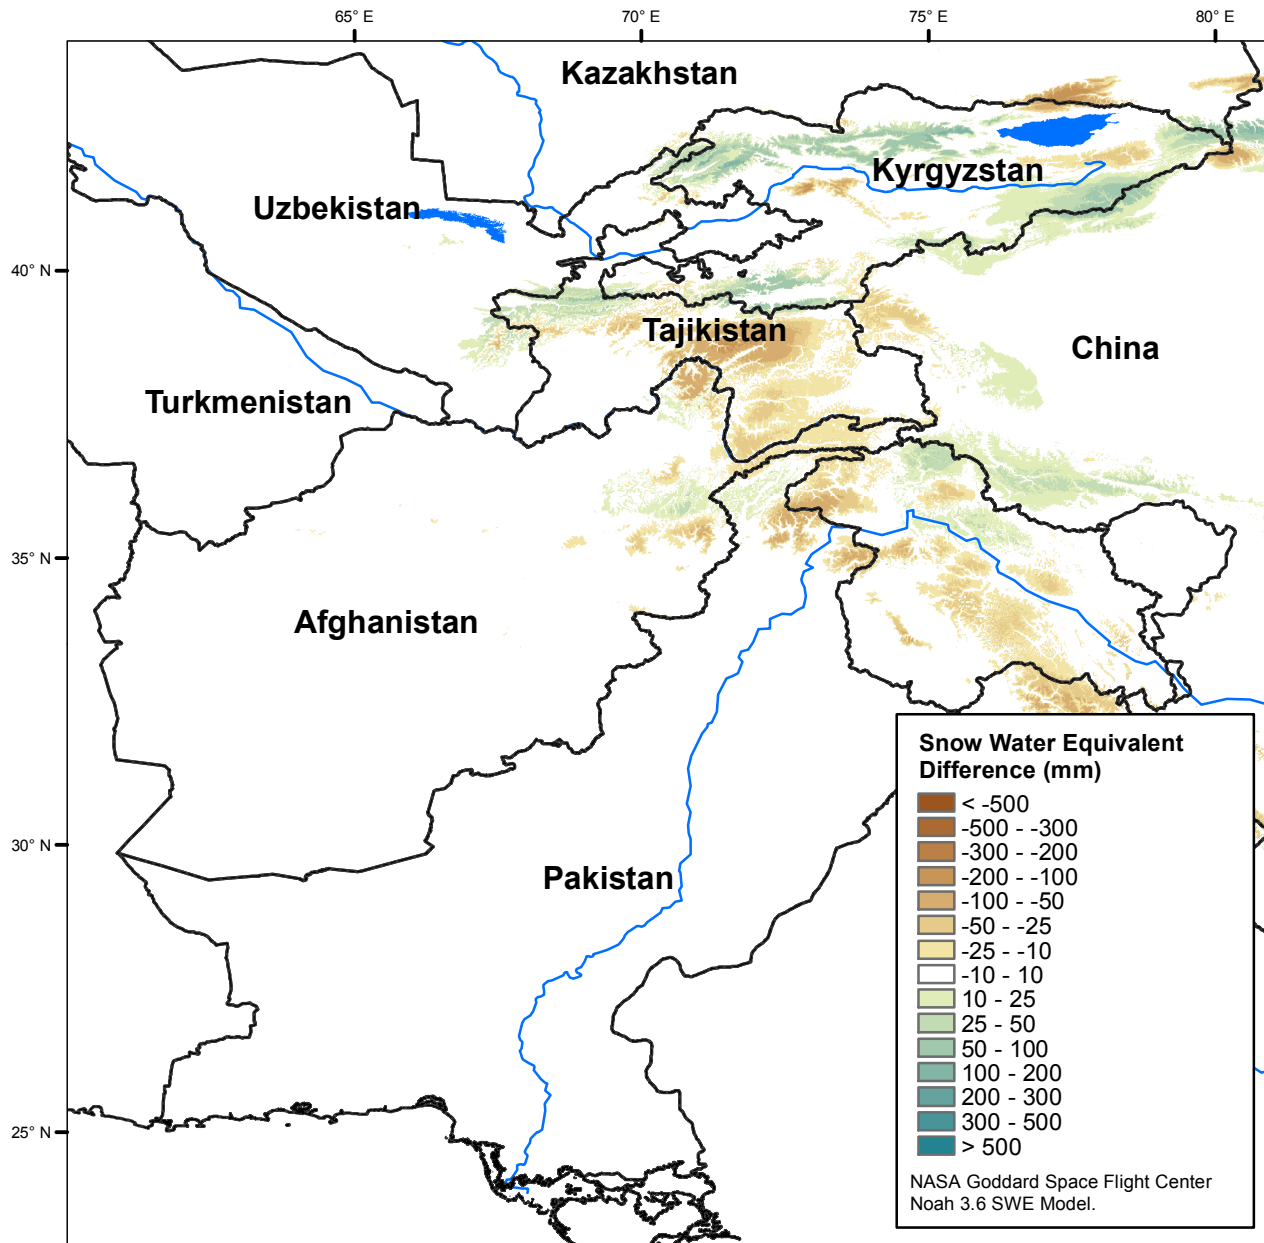 65° E
70° E
75° E
80° E
Kazakhstan
Kyrgyzstan
Uzbekistan
40° N
Tajikistan
China
Turkmenistan
35° N
Afghanistan
Snow Water Equivalent
Difference (mm)
< -500
-500 - -300
-300 - -200
-200 - -100
-100 - -50
-50 - -25
-25 - -10
-10 - 10
10 - 25
25 - 50
50 - 100
100 - 200
200 - 300
300 - 500
> 500
NASA Goddard Space Flight Center
Noah 3.6 SWE Model.
30° N
Pakistan
25° N